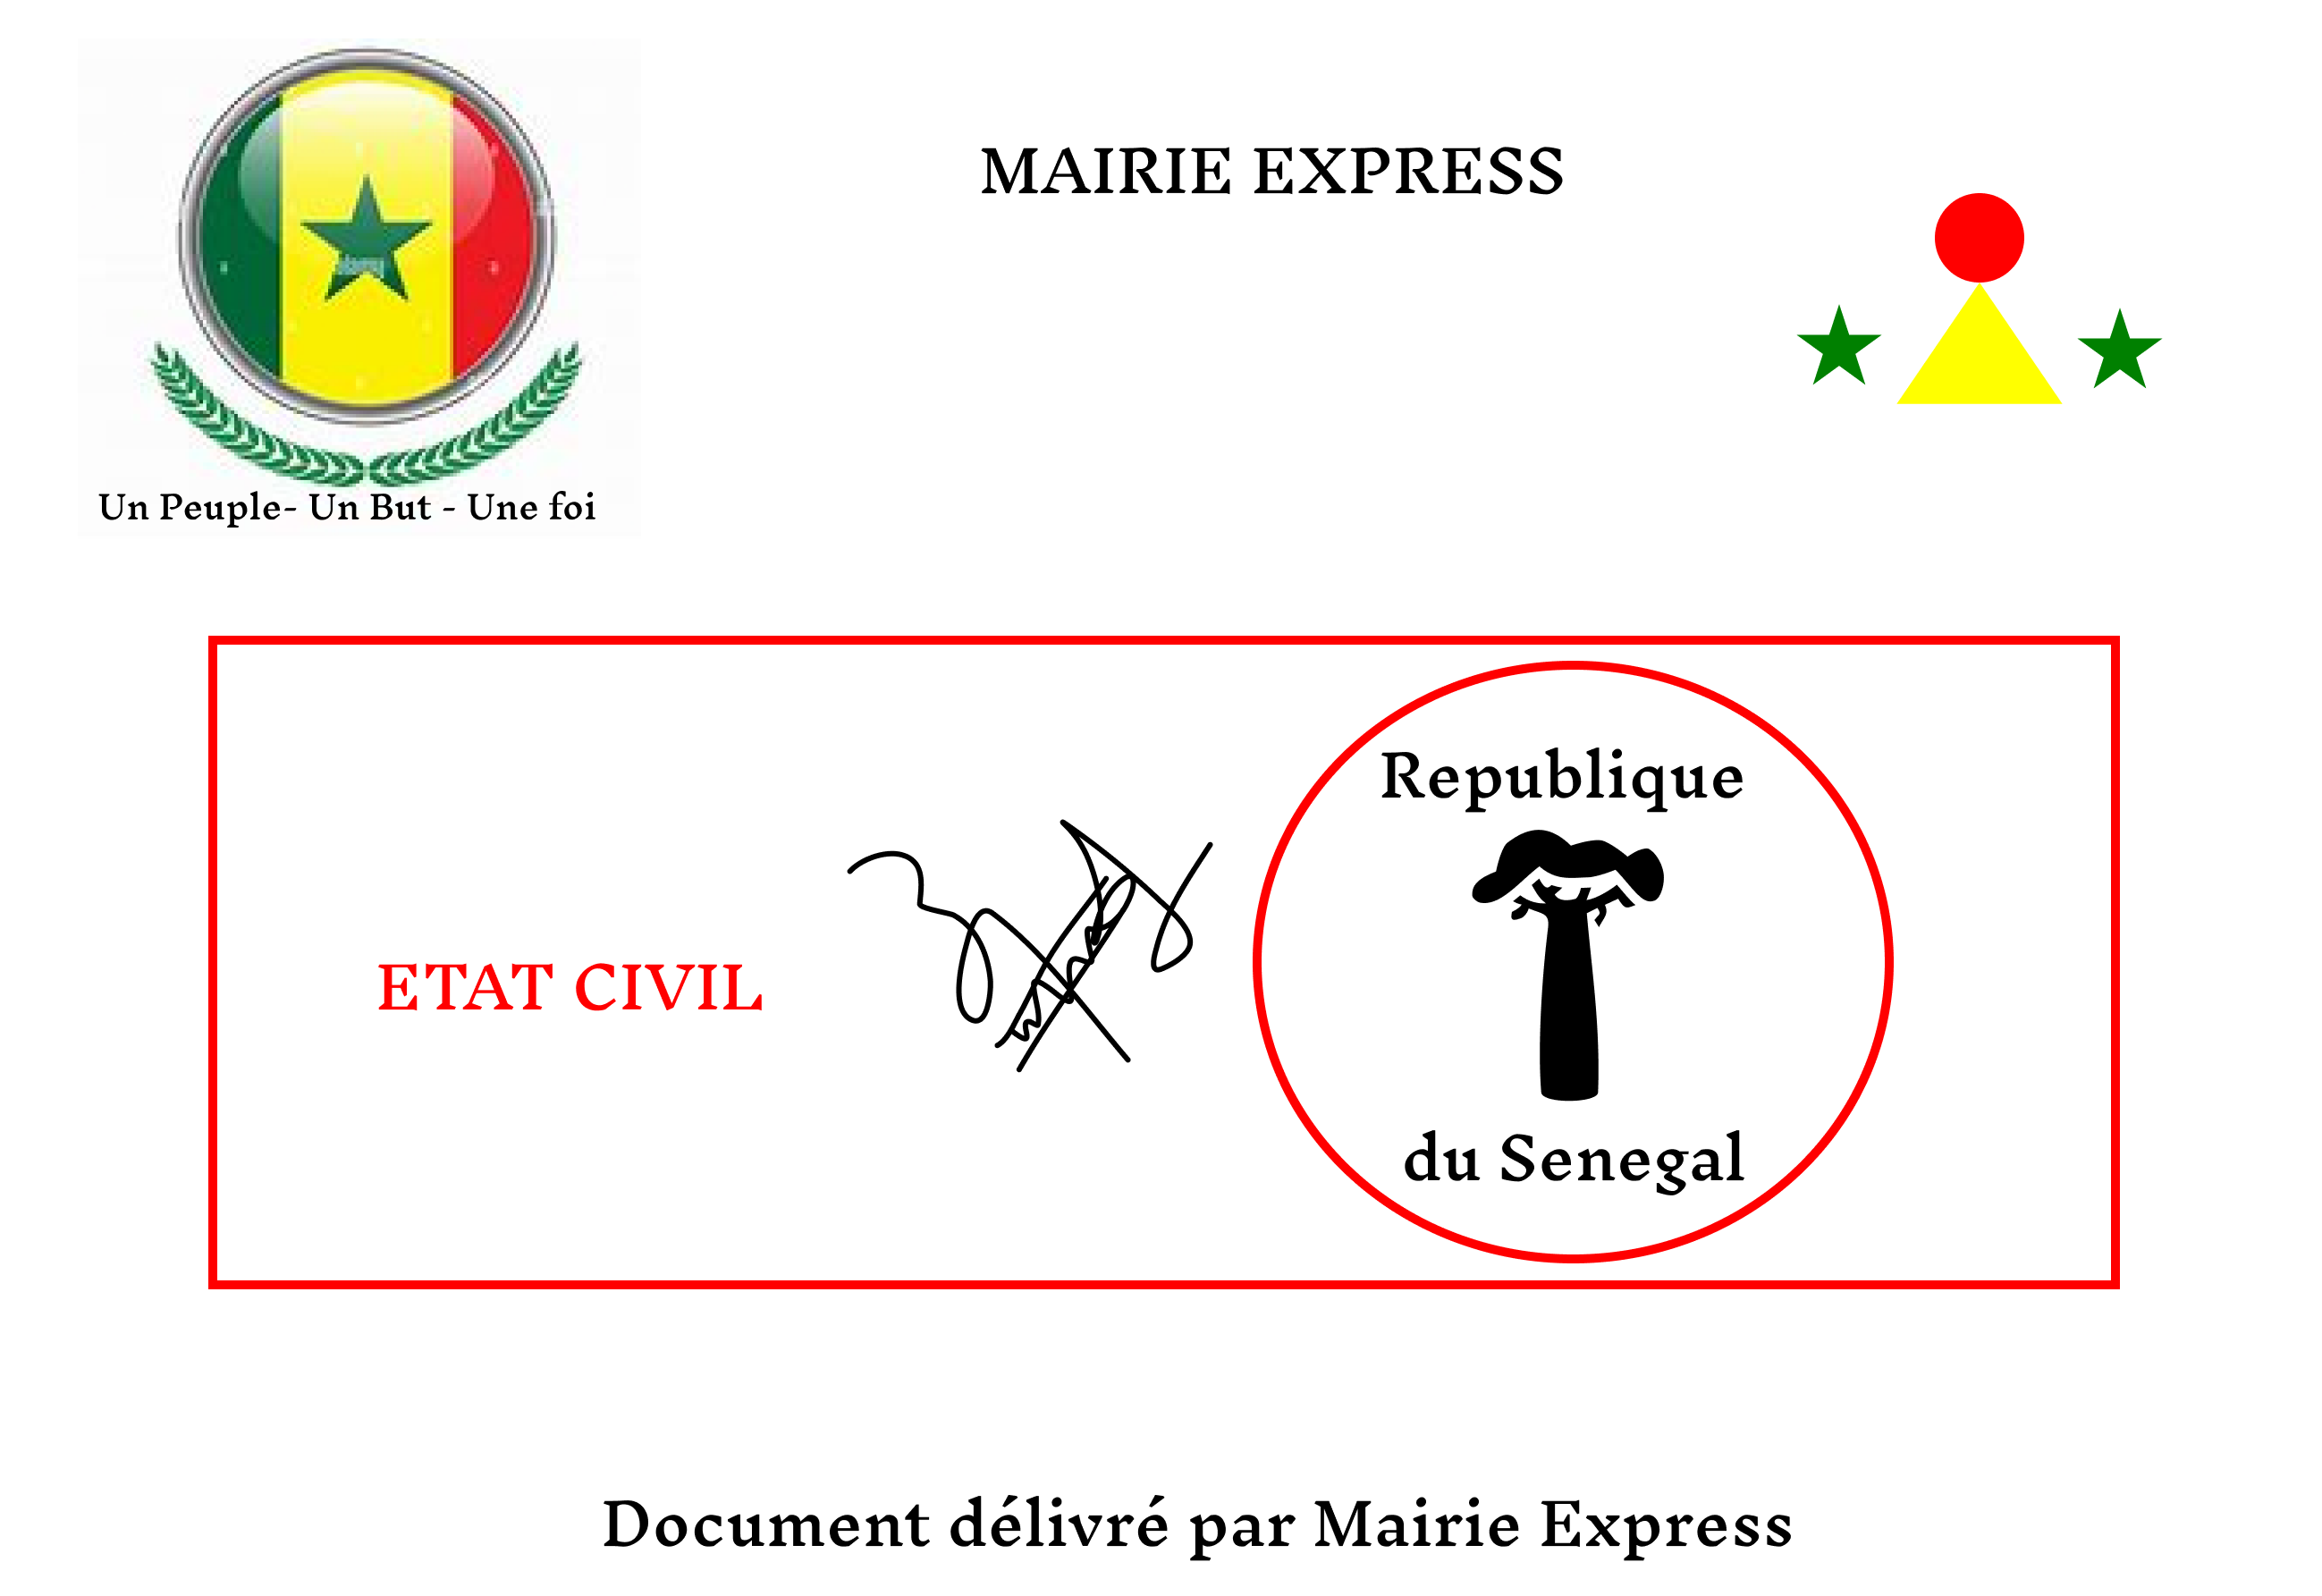 MAIRIE EXPRESS
Un Peuple- Un But - Une foi
Republique
ETAT CIVIL
du Senegal
Document délivré par Mairie Express